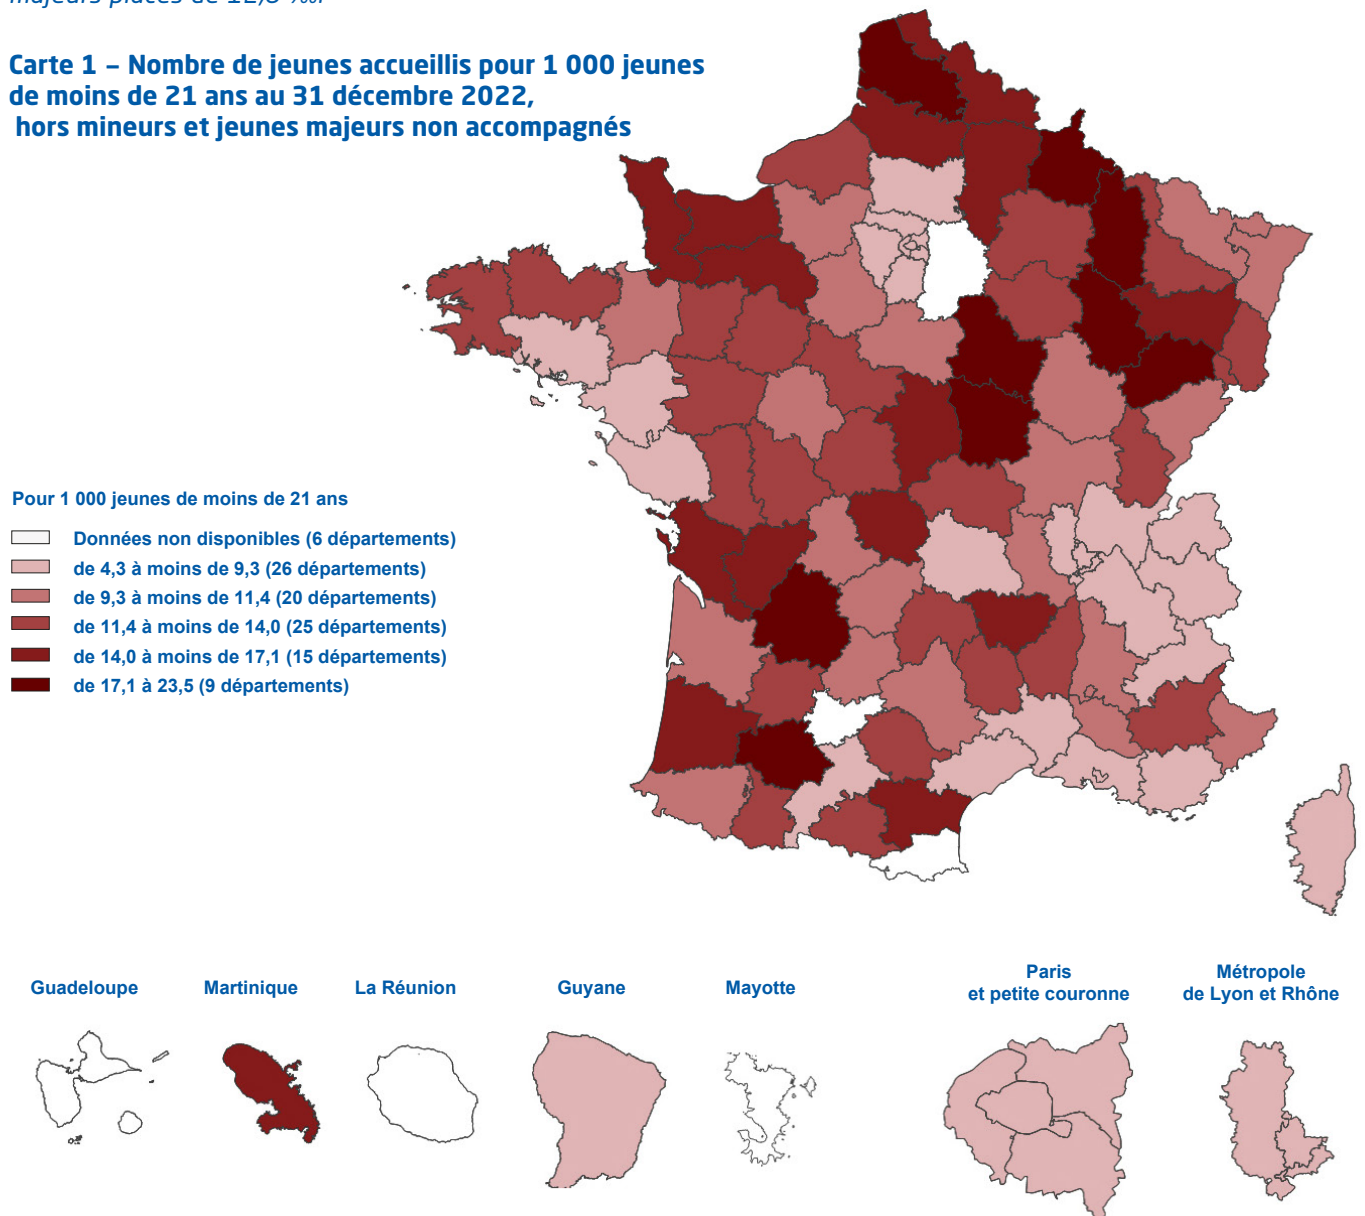 majeurs placés de 12,8 ‰.
Carte 1 – Nombre de jeunes accueillis pour 1 000 jeunes
de moins de 21 ans au 31 décembre 2022,
hors mineurs et jeunes majeurs non accompagnés
Pour 1 000 jeunes de moins de 21 ans
Données non disponibles (6 départements)
de 4,3 à moins de 9,3 (26 départements)
de 9,3 à moins de 11,4 (20 départements)
de 11,4 à moins de 14,0 (25 départements)
de 14,0 à moins de 17,1 (15 départements)
de 17,1 à 23,5 (9 départements)
Guadeloupe
Martinique
La Réunion
Guyane
Mayotte
Paris
et petite couronne
Métropole
de Lyon et Rhône